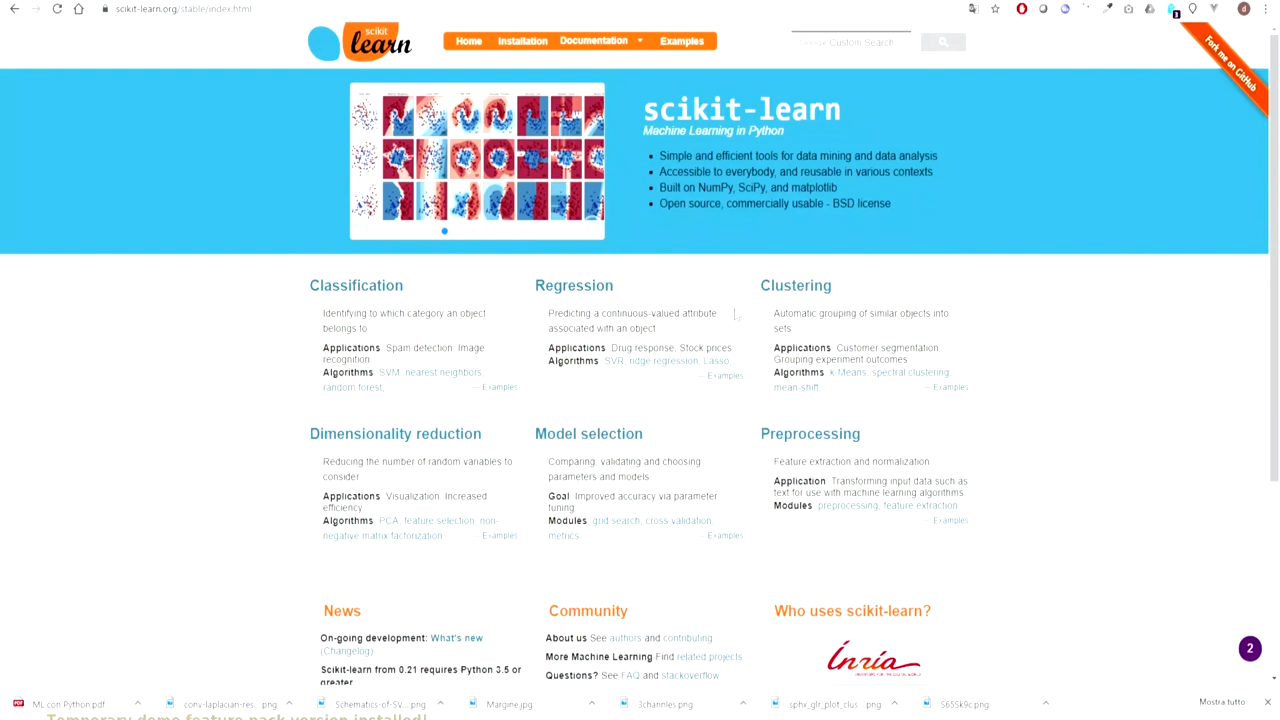 scikit-learn.org/stable/index.html
scikit
learn
Home Installation Documentation Examples
Custom Search
Fork me on GitHub
scikit-learn
Machine Learning in Python
Simple and efficient tools for data mining and data analysis
Accessible to everybody, and reusable in various contexts
Built on NumPy, SciPy, and matplotlib
Open source, commercially usable - BSD license
Classification
Identifying to which category an object
belongs to
Applications Spam detection, Image
recognition
Algorithms SVM, nearest neighbors,
random forest,
— Examples
Regression
Predicting a continuous-valued attribute
associated with an object
Applications Drug response, Stock prices
Algorithms SVR, ridge regression, Lasso,
— Examples
Clustering
Automatic grouping of similar objects into
sets
Applications Customer segmentation
Grouping experiment outcomes
Algorithms k-Means, spectral clustering,
mean-shift
— Examples
Dimensionality reduction
Reducing the number of random variables to
consider
Applications Visualization, Increased
efficiency
Algorithms PCA, feature selection, non-
negative matrix factorization
— Examples
Model selection
Comparing, validating and choosing
parameters and models
Goal Improved accuracy via parameter
tuning
Modules grid search, cross validation,
metrics
— Examples
Preprocessing
Feature extraction and normalization
Application Transforming input data such as
text for use with machine learning algorithms
Modules preprocessing, feature extraction
— Examples
News
On-going development: What's new
(Changelog)
Scikit-learn from 0.21 requires Python 3.5 or
greater
Community
About us See authors and contributing
More Machine Learning Find related projects
Questions? See FAQ and stackoverflow
Who uses scikit-learn?
Inria
2
ML con Python.pdf
conv-laplacian-res....png
Schematics-of-SV....png
Margine.jpg
3channles.png
sphx_glr_plot_clus....png
S65Sk9c.png
Mostra tutto
Temporary demo feature pack version installed!